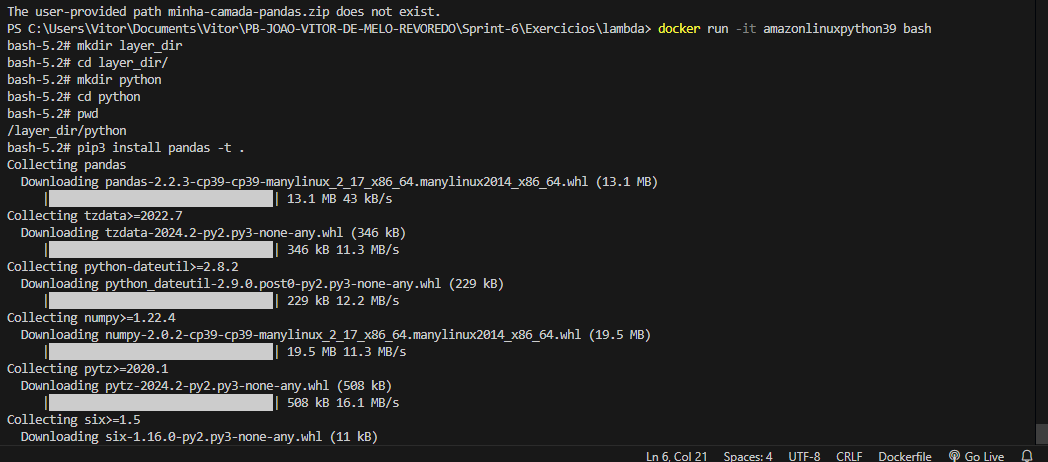 The user-provided path minha-camada-pandas.zip does not exist.
PS C:\Users\Vitor\Documents\Vitor\PB-JOAO-VITOR-DE-MELO-REVOREDO\Sprint-6\Exercicios\lambda> docker run -it amazonlinuxpython39 bash
bash-5.2# mkdir layer_dir
bash-5.2# cd layer_dir/
bash-5.2# mkdir python
bash-5.2# cd python
bash-5.2# pwd
/layer_dir/python
bash-5.2# pip3 install pandas -t .
Collecting pandas
  Downloading pandas-2.2.3-cp39-cp39-manylinux_2_17_x86_64.manylinux2014_x86_64.whl (13.1 MB)
     |████████████████████████████████| 13.1 MB 43 kB/s
Collecting tzdata>=2022.7
  Downloading tzdata-2024.2-py2.py3-none-any.whl (346 kB)
     |████████████████████████████████| 346 kB 11.3 MB/s
Collecting python-dateutil>=2.8.2
  Downloading python_dateutil-2.9.0.post0-py2.py3-none-any.whl (229 kB)
     |████████████████████████████████| 229 kB 12.2 MB/s
Collecting numpy>=1.22.4
  Downloading numpy-2.0.2-cp39-cp39-manylinux_2_17_x86_64.manylinux2014_x86_64.whl (19.5 MB)
     |████████████████████████████████| 19.5 MB 11.3 MB/s
Collecting pytz>=2020.1
  Downloading pytz-2024.2-py2.py3-none-any.whl (508 kB)
     |████████████████████████████████| 508 kB 16.1 MB/s
Collecting six>=1.5
  Downloading six-1.16.0-py2.py3-none-any.whl (11 kB)
Ln 6, Col 21 Spaces: 4 UTF-8 CRLF Dockerfile Go Live